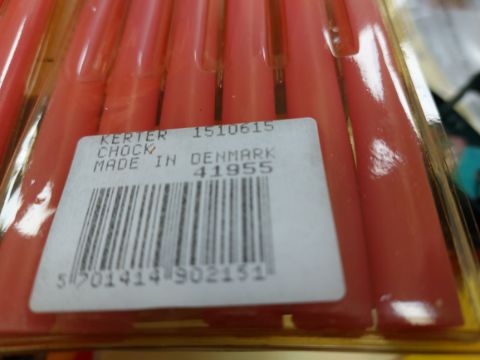 KERTER 1510615
CHOCK
MADE IN DENMARK
41955
5 701414 902151